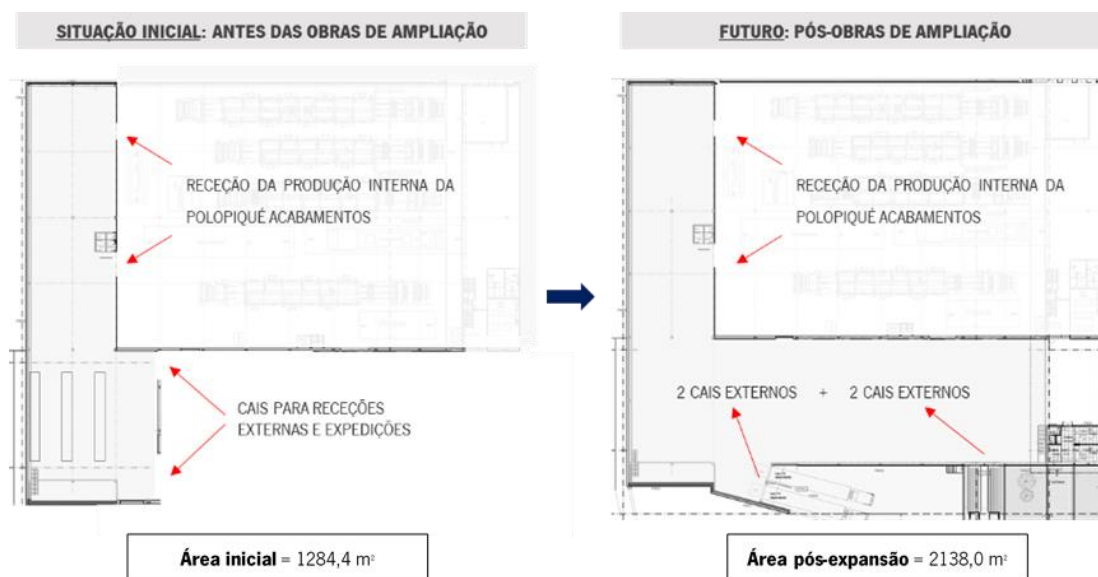 SITUAÇÃO INICIAL: ANTES DAS OBRAS DE AMPLIAÇÃO
RECEÇÃO DA PRODUÇÃO INTERNA DA
POLOPIQUÉ ACABAMENTOS
CAIS PARA RECEÇÕES
EXTERNAS E EXPEDIÇÕES
Área inicial = 1284,4 m²
FUTURO: PÓS-OBRAS DE AMPLIAÇÃO
RECEÇÃO DA PRODUÇÃO INTERNA DA
POLOPIQUÉ ACABAMENTOS
2 CAIS EXTERNOS + 2 CAIS EXTERNOS
Área pós-expansão = 2138,0 m²